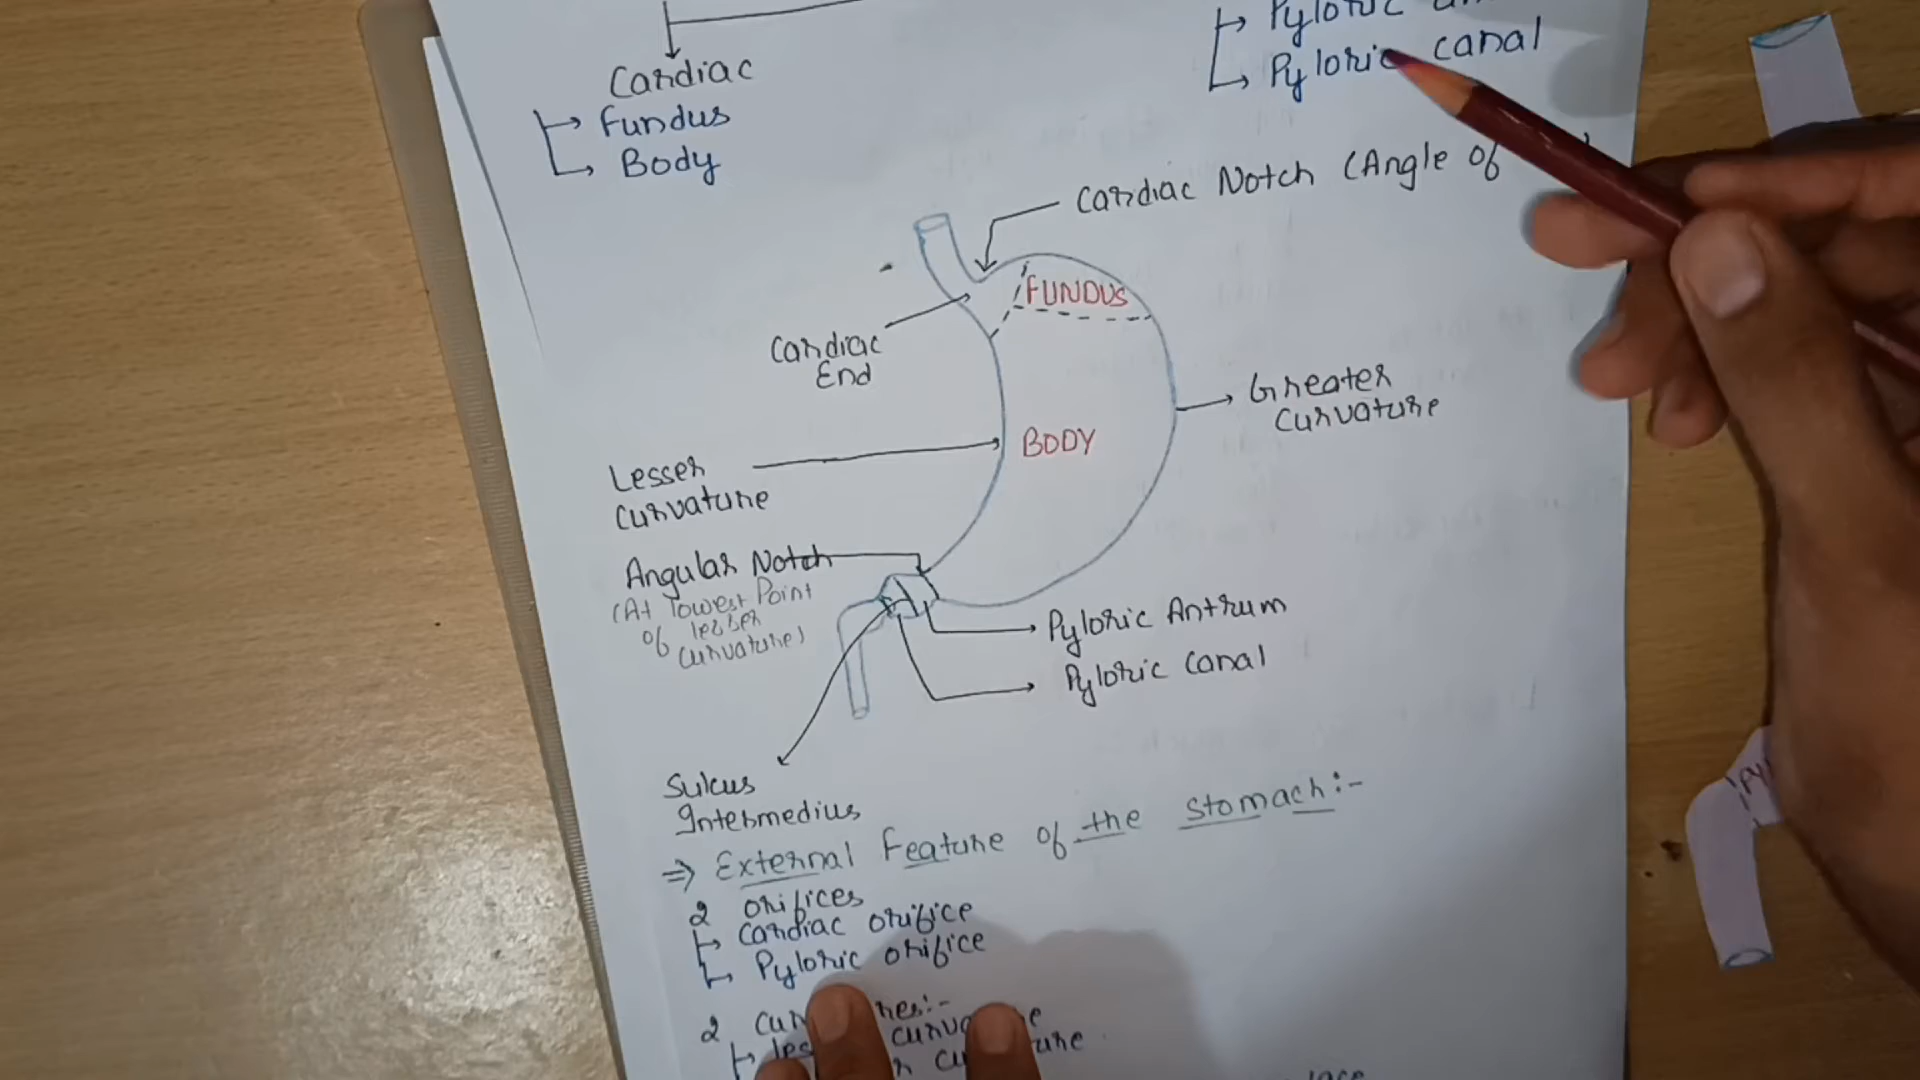 Pyloric
Pyloric canal
Cardiac
Fundus
Body
Cardiac Notch (Angle of
FUNDUS
Cardiac
End
Greater
Curvature
BODY
Lesser
Curvature
Angular Notch
(At lowest Point
of lesser
Curvature)
Pyloric Antrum
Pyloric Canal
Sulcus
Intermedius
⇒ External Feature of the Stomach:-
2 orifices
Cardiac orifice
Pyloric orifice
2